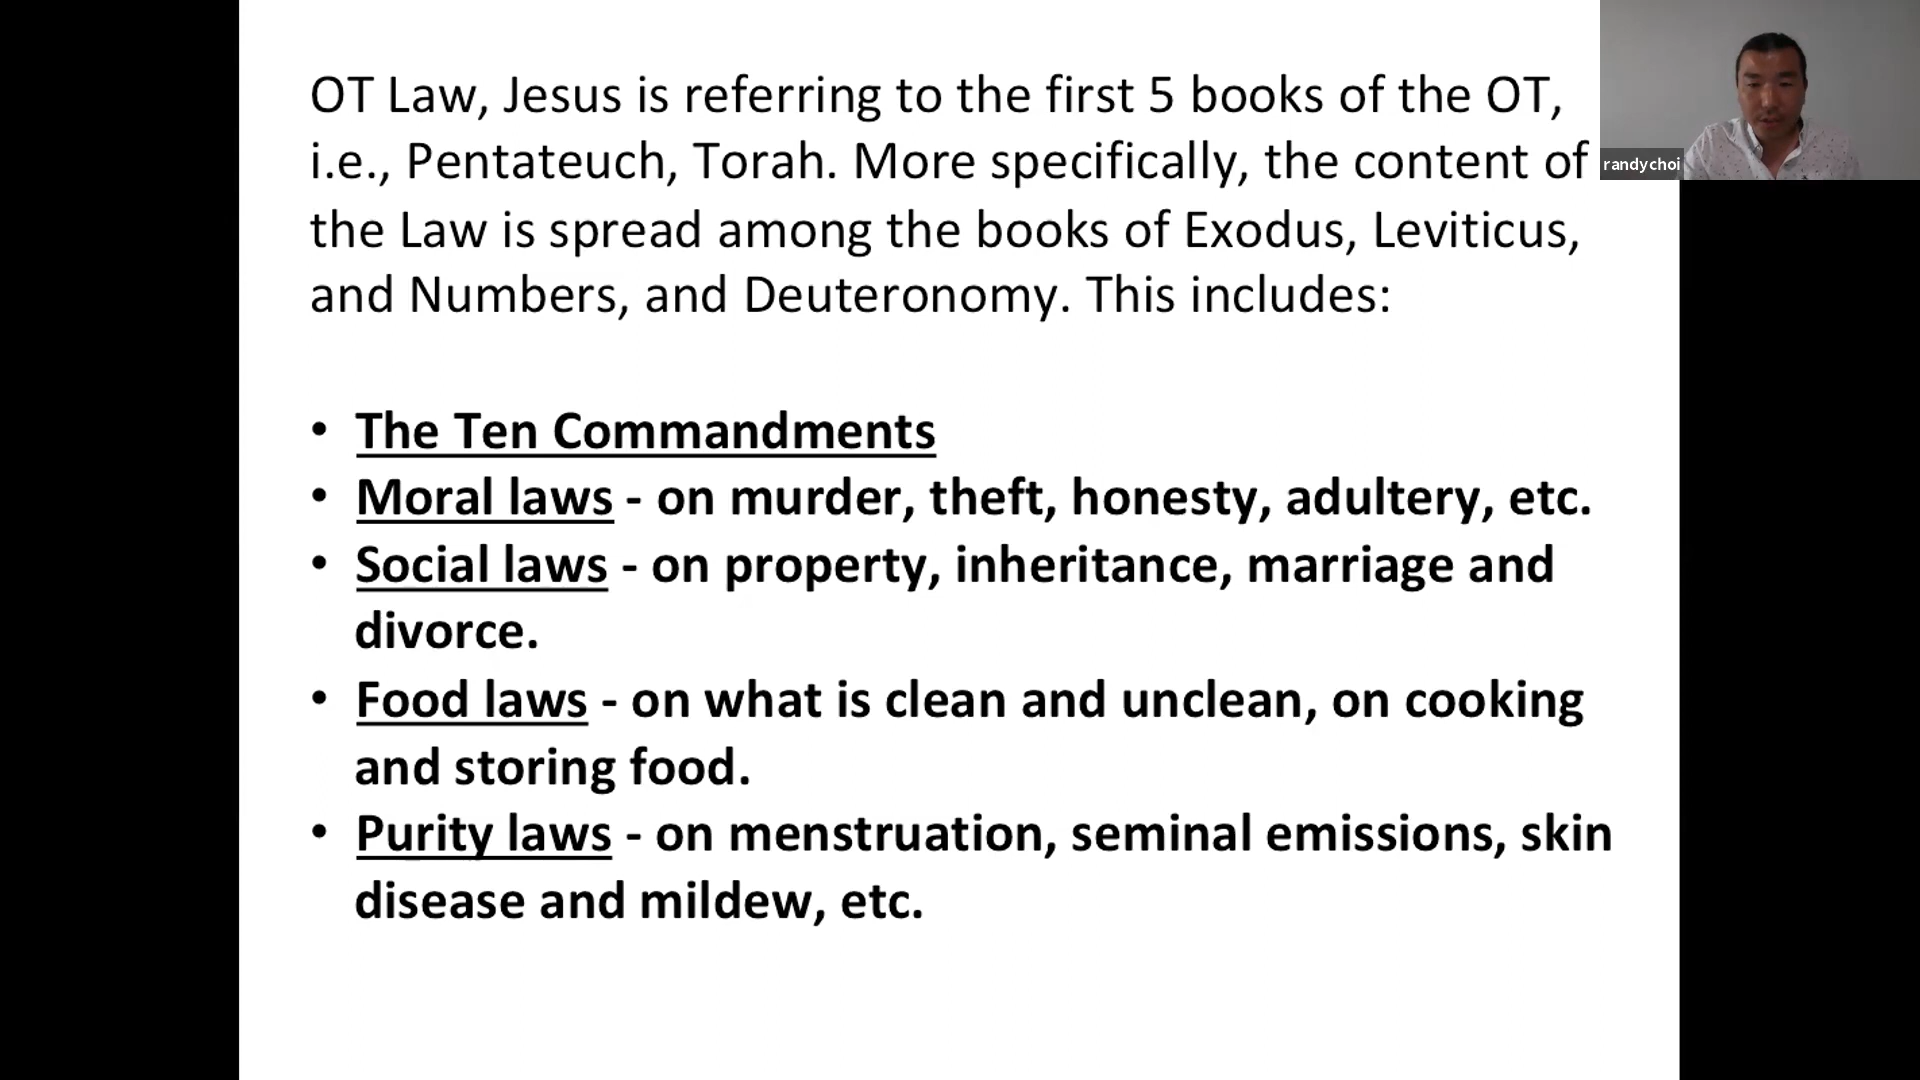 OT Law, Jesus is referring to the first 5 books of the OT,
i.e., Pentateuch, Torah. More specifically, the content of
the Law is spread among the books of Exodus, Leviticus,
and Numbers, and Deuteronomy. This includes:
• The Ten Commandments
• Moral laws - on murder, theft, honesty, adultery, etc.
• Social laws - on property, inheritance, marriage and
divorce.
• Food laws - on what is clean and unclean, on cooking
and storing food.
• Purity laws - on menstruation, seminal emissions, skin
disease and mildew, etc.
randychoi